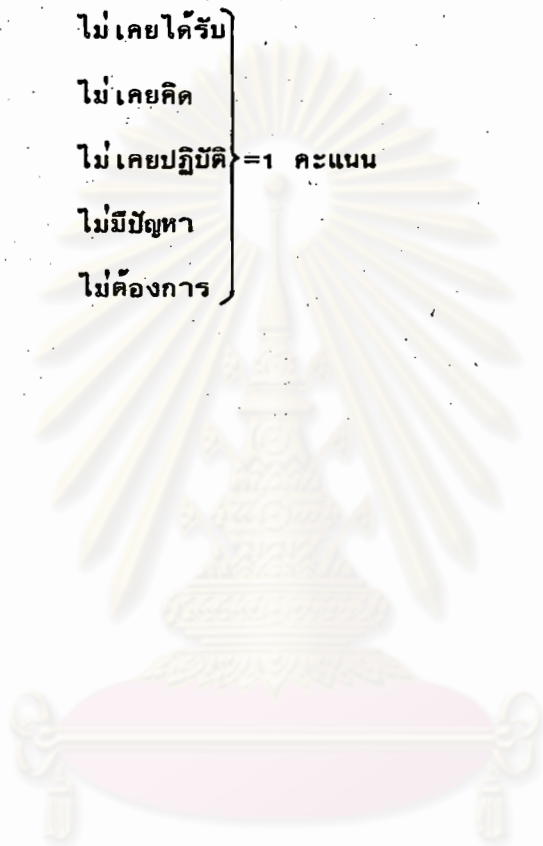 ไม่เคยได้รับ
ไม่เคยคิด
ไม่เคยปฏิบัติ =1 คะแนน
ไม่มีปัญหา
ไม่ต้องการ